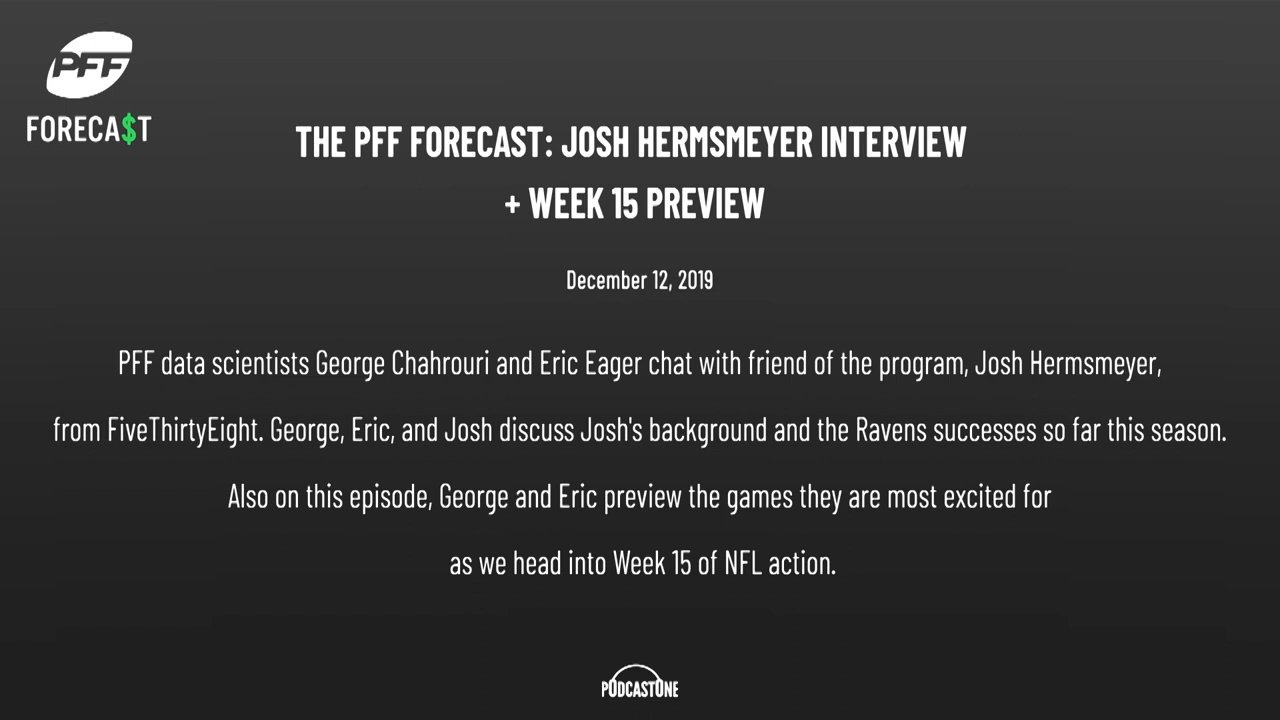 PFF
FORECA$T
THE PFF FORECAST: JOSH HERMSMEYER INTERVIEW
+ WEEK 15 PREVIEW
December 12, 2019
PFF data scientists George Chahrouri and Eric Eager chat with friend of the program, Josh Hermsmeyer,
from FiveThirtyEight. George, Eric, and Josh discuss Josh's background and the Ravens successes so far this season.
Also on this episode, George and Eric preview the games they are most excited for
as we head into Week 15 of NFL action.
PODCASTONE